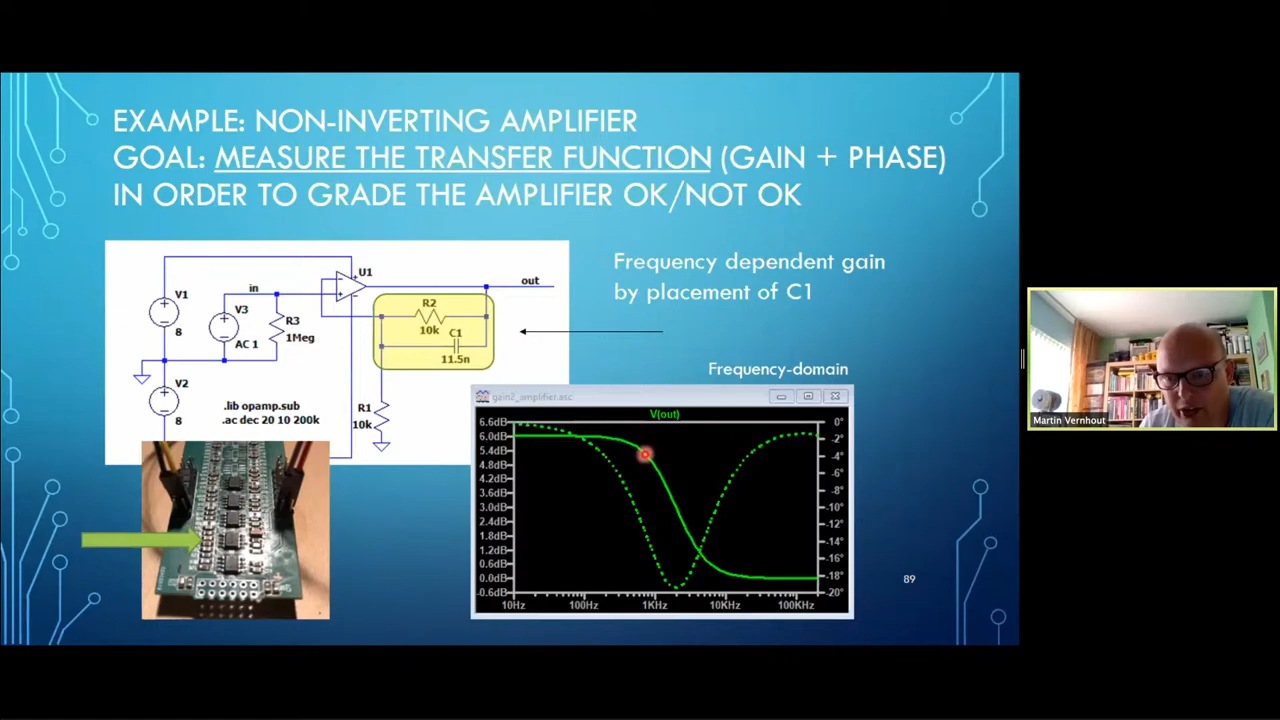 EXAMPLE: NON-INVERTING AMPLIFIER
GOAL: MEASURE THE TRANSFER FUNCTION (GAIN + PHASE)
IN ORDER TO GRADE THE AMPLIFIER OK/NOT OK
Frequency dependent gain
by placement of C1
U1
out
in
V1
8
V3
AC 1
R3
1Meg
R2
10k
C1
11.5n
V2
8
.lib opamp.sub
.ac dec 20 10 200k
R1
10k
Frequency-domain
gain2_amplifier.asc
V(out)
6.6dB
6.0dB
5.4dB
4.8dB
4.2dB
3.6dB
3.0dB
2.4dB
1.8dB
1.2dB
0.6dB
0.0dB
-0.6dB
0°
-2°
-4°
-6°
-8°
-10°
-12°
-14°
-16°
-18°
-20°
10Hz 100Hz 1KHz 10KHz 100KHz
89
Martin Vernhout